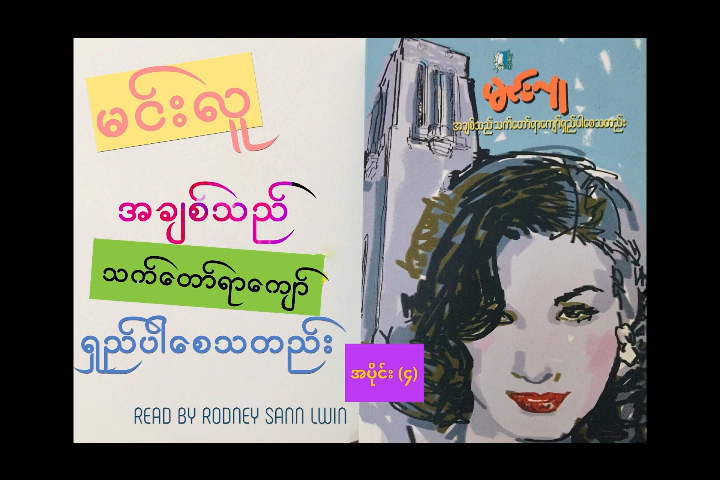 မင်းလူ
အချစ်သည်
သက်တော်ရာကျော်
ရှည်ပါစေသတည်း
အပိုင်း (၄)
READ BY RODNEY SANN LWIN
မင်းလူ
အချစ်သည်သက်တော်ရာကျော်ရှည်ပါစေသတည်း